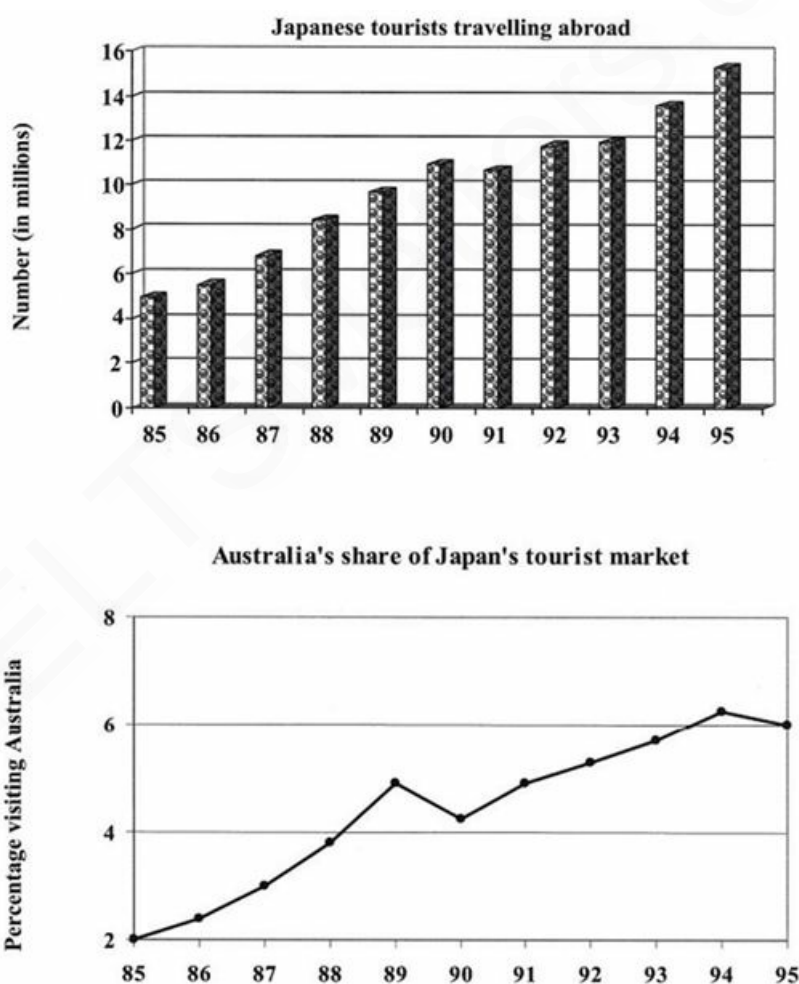 Japanese tourists travelling abroad
Number (in millions)
16
14
12
10
8
6
4
2
0
85 86 87 88 89 90 91 92 93 94 95
Australia's share of Japan's tourist market
Percentage visiting Australia
8
6
4
2
85 86 87 88 89 90 91 92 93 94 95